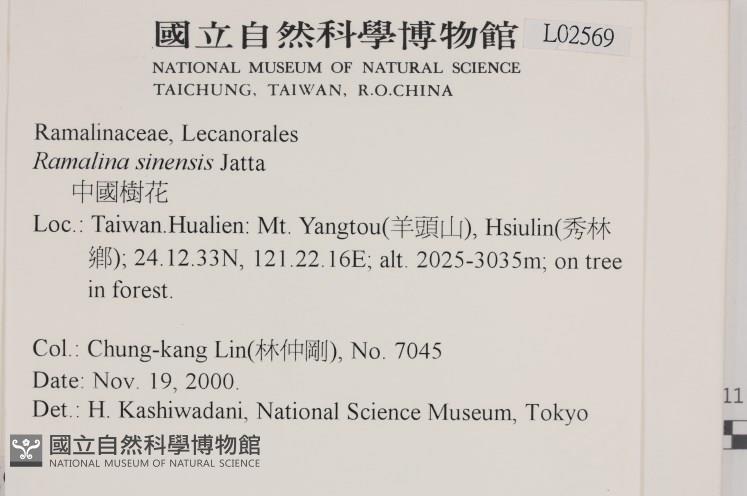 國立自然科學博物館
L02569
NATIONAL MUSEUM OF NATURAL SCIENCE
TAICHUNG, TAIWAN, R.O.CHINA
Ramalinaceae, Lecanorales
Ramalina sinensis Jatta
中國樹花
Loc.: Taiwan.Hualien: Mt. Yangtou(羊頭山), Hsiulin(秀林
鄉); 24.12.33N, 121.22.16E; alt. 2025-3035m; on tree
in forest.
Col.: Chung-kang Lin(林仲剛), No. 7045
Date: Nov. 19, 2000.
Det.: H. Kashiwadani, National Science Museum, Tokyo
國立自然科學博物館
NATIONAL MUSEUM OF NATURAL SCIENCE
11